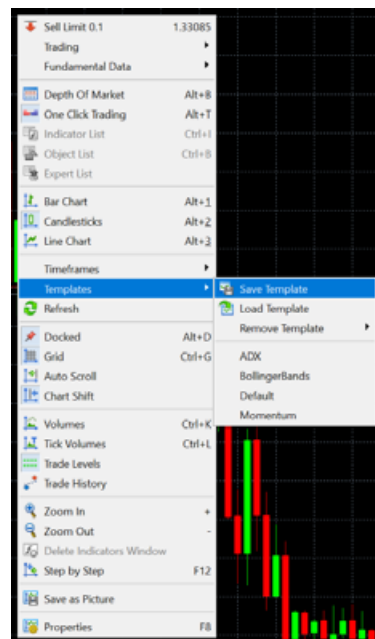 Sell Limit 0.1 1.33085
Trading
Fundamental Data
Depth Of Market Alt+B
One Click Trading Alt+T
Indicator List Ctrl+I
Object List Ctrl+B
Expert List
Bar Chart Alt+1
Candlesticks Alt+2
Line Chart Alt+3
Timeframes
Templates
Save Template
Refresh
Load Template
Remove Template
Docked Alt+D
Grid Ctrl+G
ADX
Auto Scroll
BollingerBands
Chart Shift
Default
Momentum
Volumes Ctrl+K
Tick Volumes Ctrl+L
Trade Levels
Trade History
Zoom In +
Zoom Out -
Delete Indicators Window
Step by Step F12
Save as Picture
Properties F8